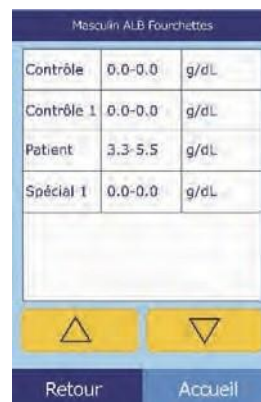 Masculin ALB Fourchettes
Contrôle 0.0-0.0 g/dL
Contrôle 1 0.0-0.0 g/dL
Patient 3.3-5.5 g/dL
Spécial 1 0.0-0.0 g/dL
Retour Accueil